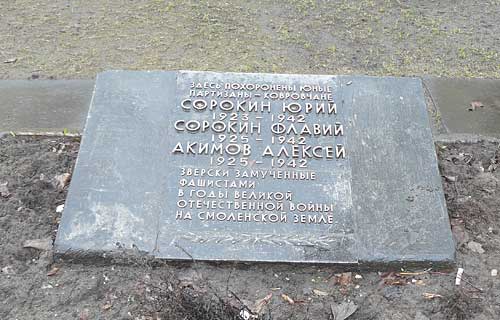 ЗДЕСЬ ПОХОРОНЕНЫ ЮНЫЕ
ПАРТИЗАНЫ - КОВРОВЧАНЕ
СОРОКИН ЮРИЙ
1923 - 1942
СОРОКИН ФЛАВИЙ
1925 - 1942
АКИМОВ АЛЕКСЕЙ
1925 - 1942
ЗВЕРСКИ ЗАМУЧЕННЫЕ
ФАШИСТАМИ
В ГОДЫ ВЕЛИКОЙ
ОТЕЧЕСТВЕННОЙ ВОЙНЫ
НА СМОЛЕНСКОЙ ЗЕМЛЕ